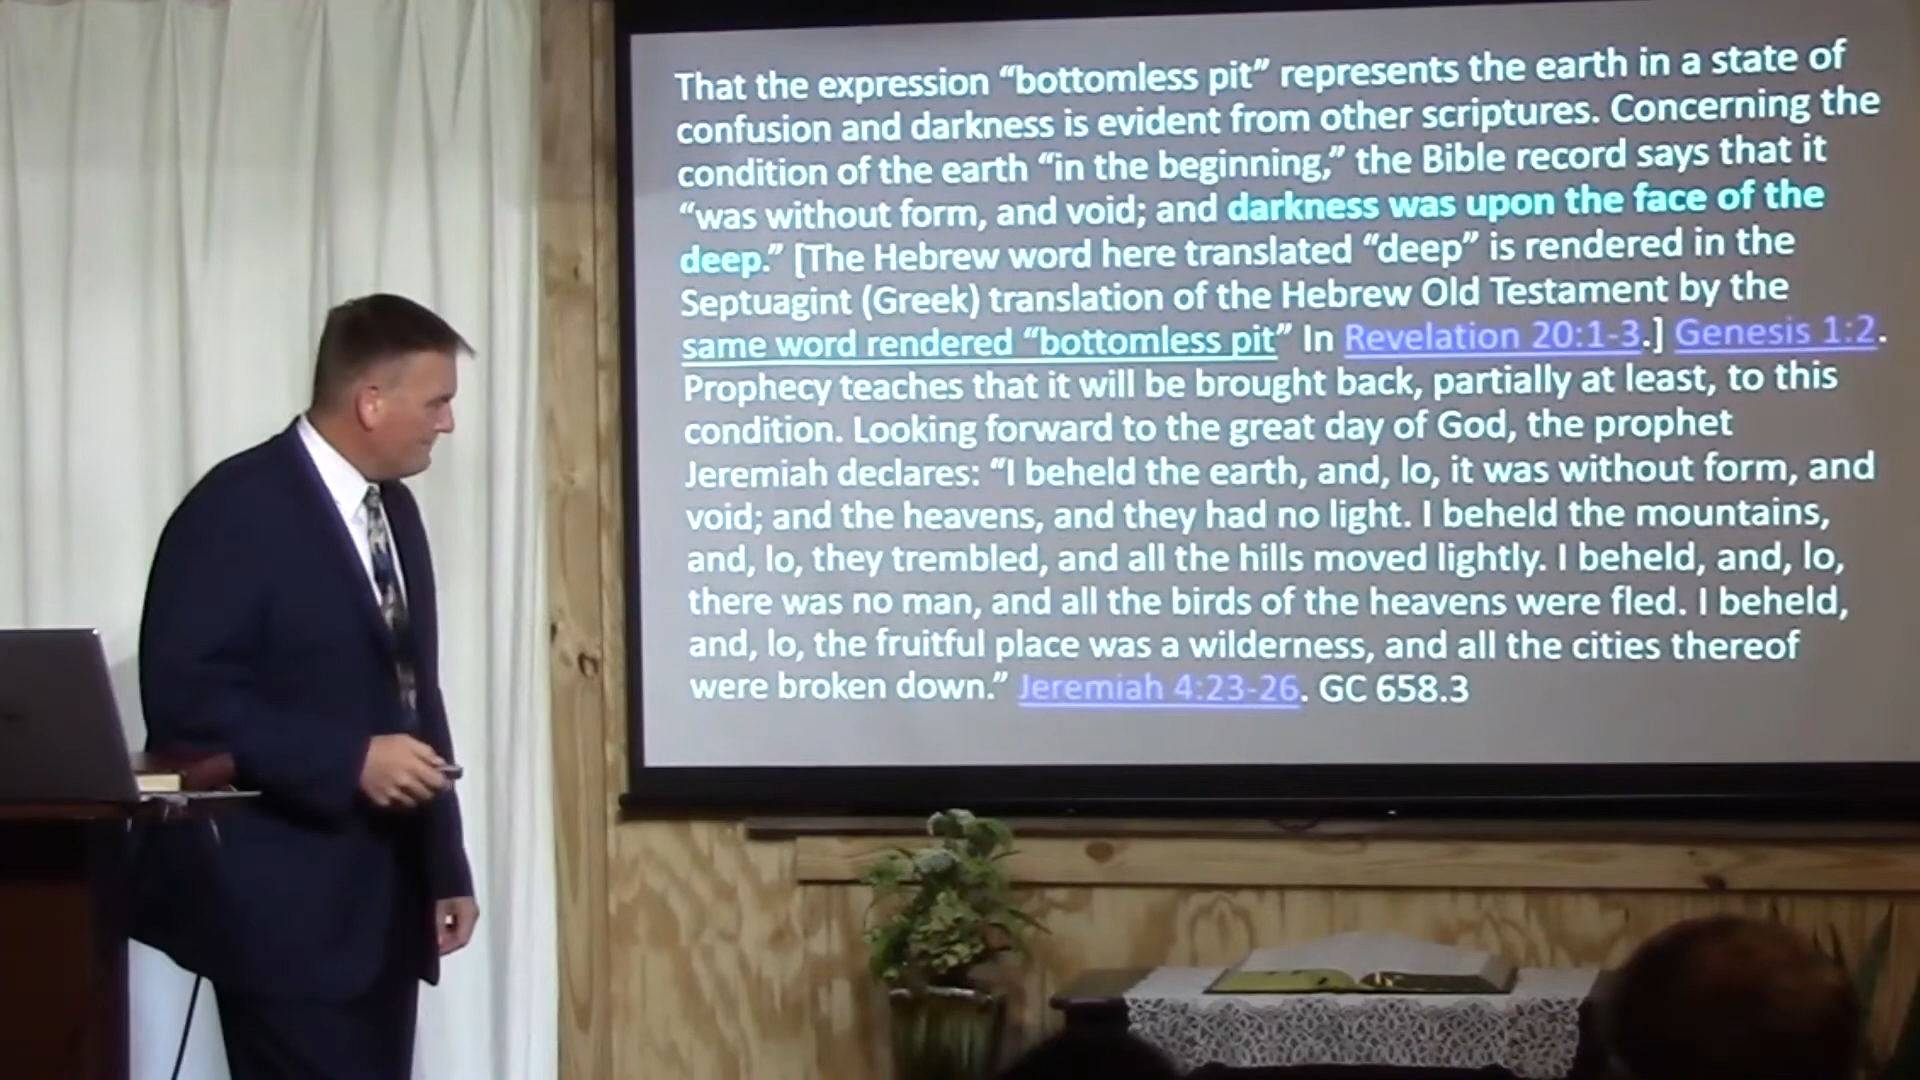 That the expression “bottomless pit” represents the earth in a state of
confusion and darkness is evident from other scriptures. Concerning the
condition of the earth “in the beginning,” the Bible record says that it
“was without form, and void; and darkness was upon the face of the
deep.” [The Hebrew word here translated “deep” is rendered in the
Septuagint (Greek) translation of the Hebrew Old Testament by the
same word rendered “bottomless pit” In Revelation 20:1-3.] Genesis 1:2.
Prophecy teaches that it will be brought back, partially at least, to this
condition. Looking forward to the great day of God, the prophet
Jeremiah declares: “I beheld the earth, and, lo, it was without form, and
void; and the heavens, and they had no light. I beheld the mountains,
and, lo, they trembled, and all the hills moved lightly. I beheld, and, lo,
there was no man, and all the birds of the heavens were fled. I beheld,
and, lo, the fruitful place was a wilderness, and all the cities thereof
were broken down.” Jeremiah 4:23-26. GC 658.3